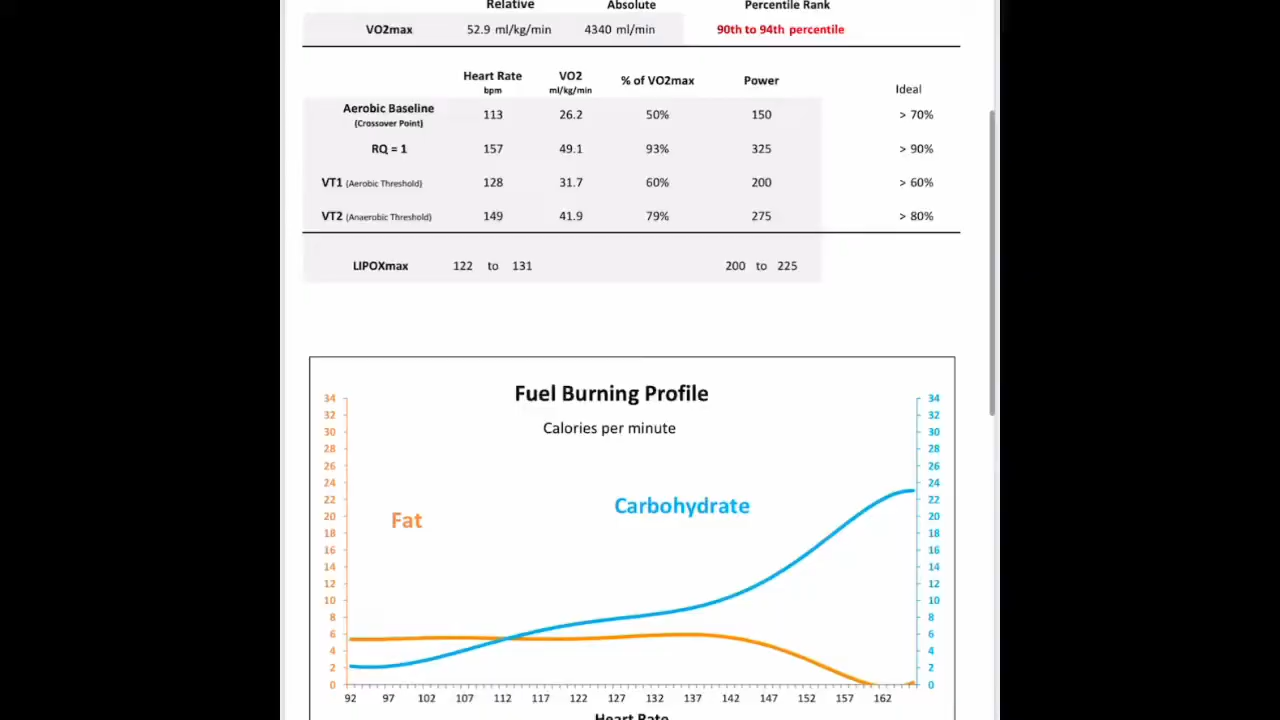 Relative Absolute Percentile Rank
VO2max 52.9 ml/kg/min 4340 ml/min 90th to 94th percentile
Heart Rate VO2 % of VO2max Power
bpm ml/kg/min Ideal
Aerobic Baseline 113 26.2 50% 150 > 70%
(Crossover Point)
RQ = 1 157 49.1 93% 325 > 90%
VT1 (Aerobic Threshold) 128 31.7 60% 200 > 60%
VT2 (Anaerobic Threshold) 149 41.9 79% 275 > 80%
LIPOXmax 122 to 131 200 to 225
Fuel Burning Profile
Calories per minute
34 34
32 32
30 30
28 28
26 26
24 24
22 22
20 20
18 18
16 16
14 14
12 12
10 10
8 8
6 6
4 4
2 2
0 0
Carbohydrate
Fat
92 97 102 107 112 117 122 127 132 137 142 147 152 157 162
Heart Rate